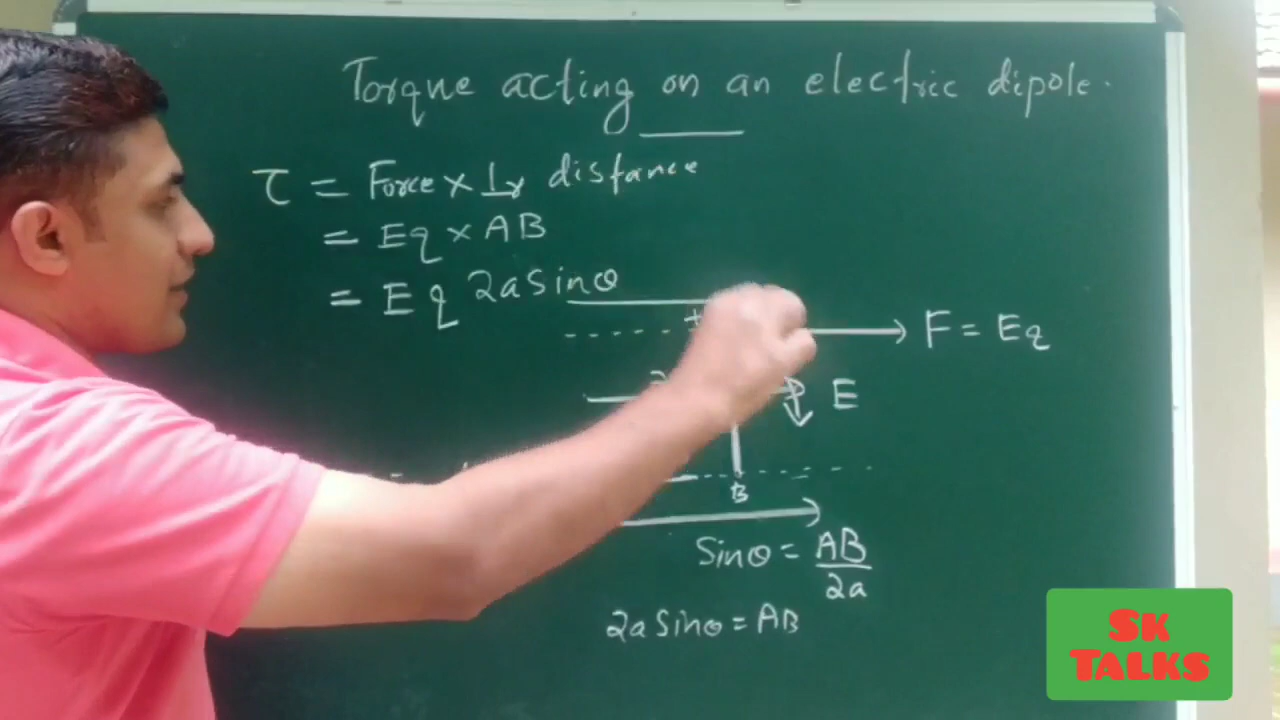 Torque acting on an electric dipole.
τ = Force × ⊥r distance
= Eq × AB
= Eq 2a Sinθ
+
F = Eq
2
P
E
B
Sinθ = AB/2a
2a Sinθ = AB
Sk
TALKS